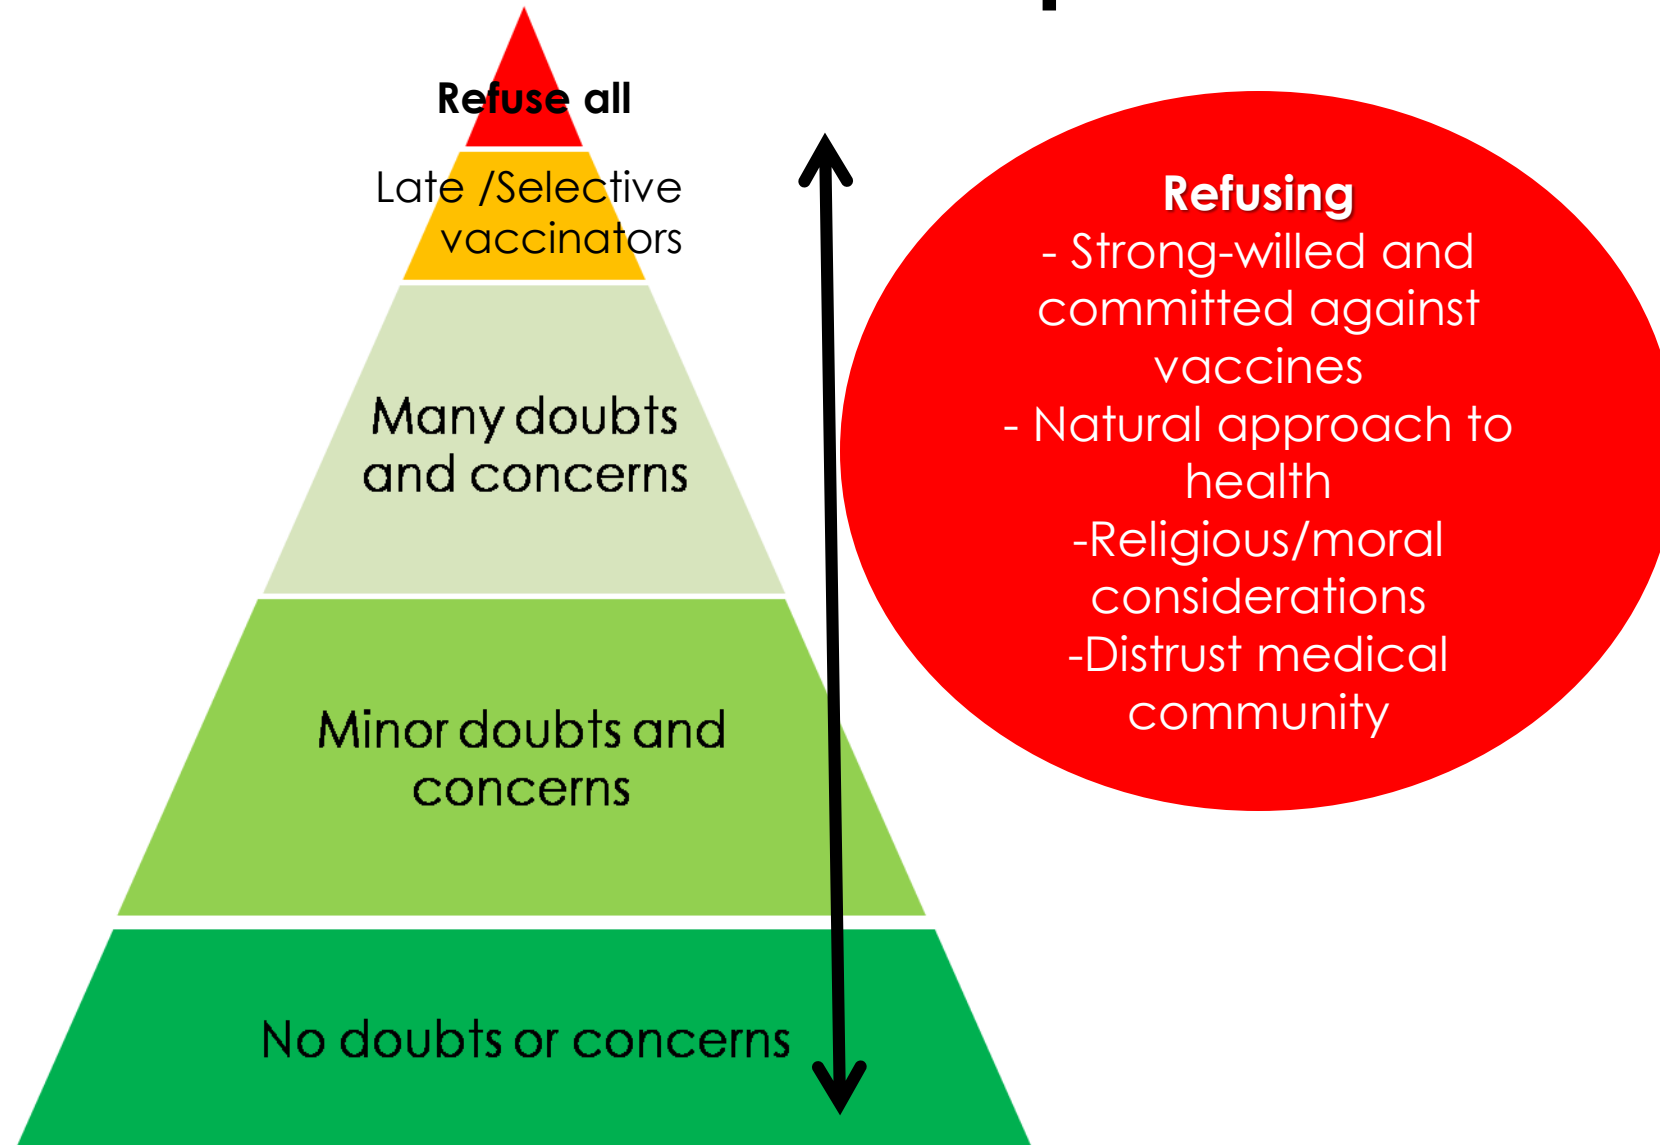 Refuse all
Late /Selective
vaccinators
Many doubts
and concerns
Minor doubts and
concerns
No doubts or concerns
Refusing
- Strong-willed and
committed against
vaccines
- Natural approach to
health
-Religious/moral
considerations
-Distrust medical
community